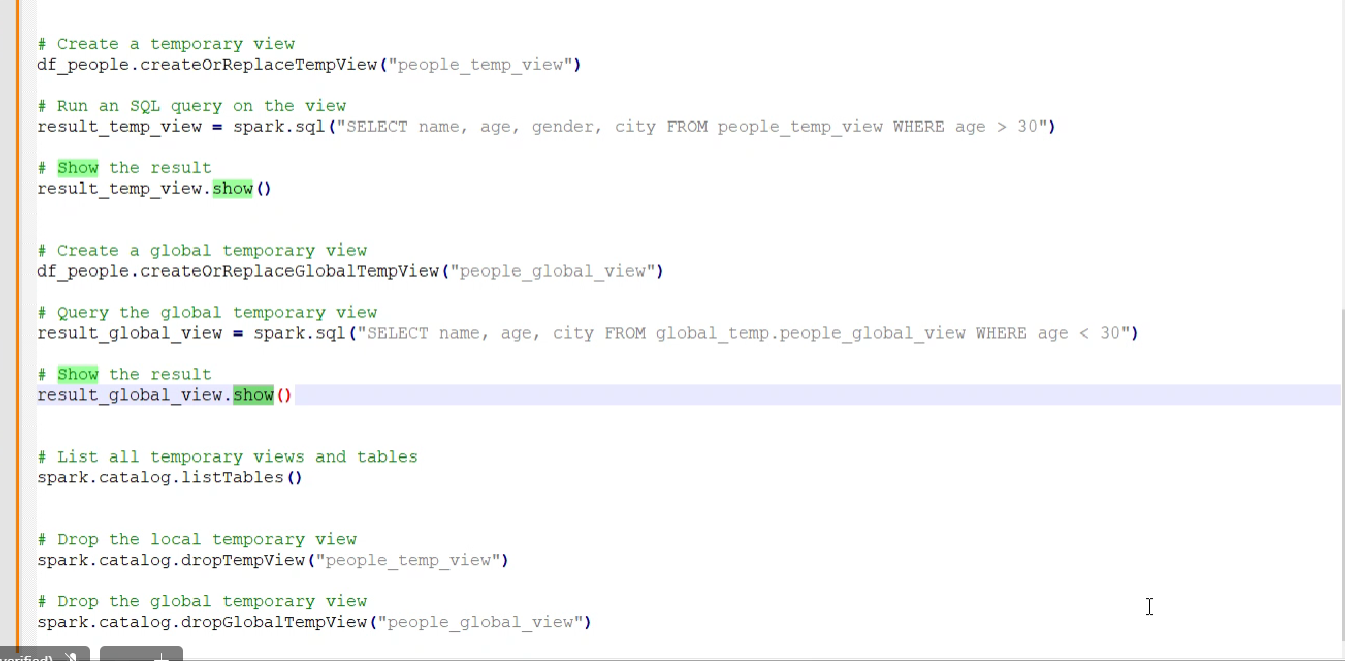 # Create a temporary view
df_people.createOrReplaceTempView("people_temp_view")
# Run an SQL query on the view
result_temp_view = spark.sql("SELECT name, age, gender, city FROM people_temp_view WHERE age > 30")
# Show the result
result_temp_view.show()
# Create a global temporary view
df_people.createOrReplaceGlobalTempView("people_global_view")
# Query the global temporary view
result_global_view = spark.sql("SELECT name, age, city FROM global_temp.people_global_view WHERE age < 30")
# Show the result
result_global_view.show()
# List all temporary views and tables
spark.catalog.listTables()
# Drop the local temporary view
spark.catalog.dropTempView("people_temp_view")
# Drop the global temporary view
spark.catalog.dropGlobalTempView("people_global_view")